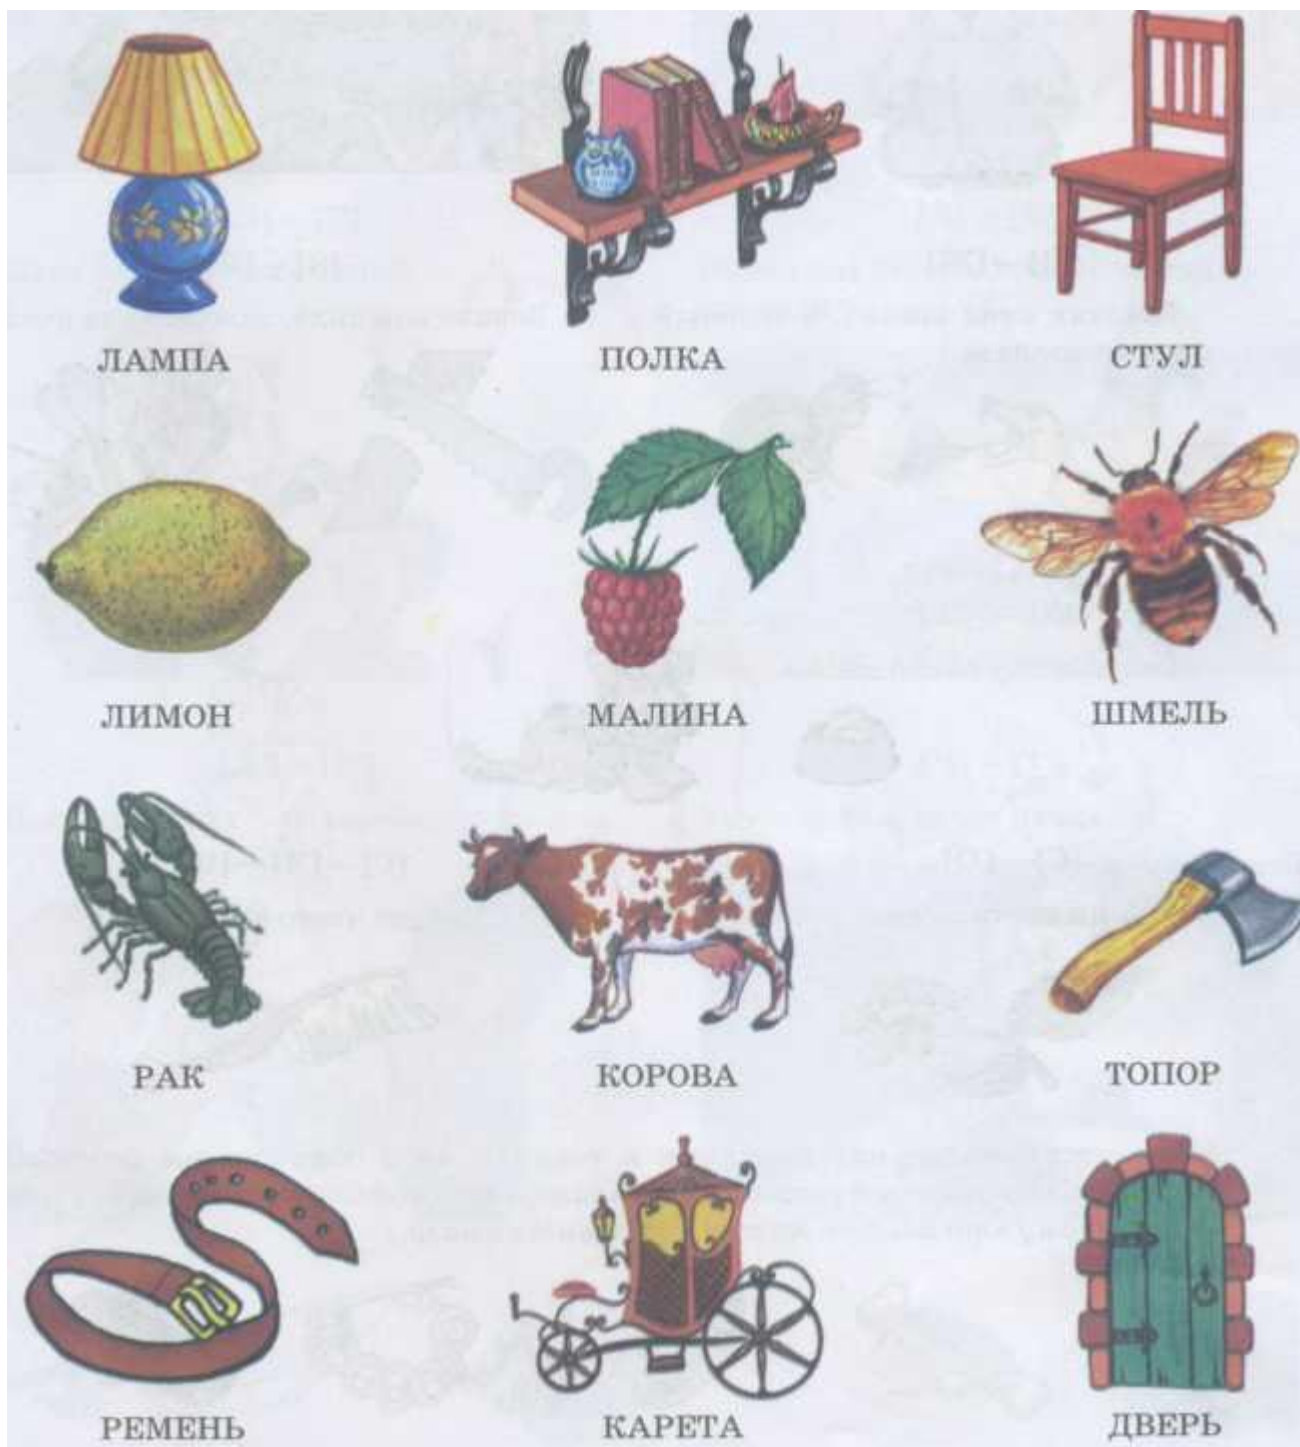 ЛАМПА ПОЛКА СТУЛ
ЛИМОН МАЛИНА ШМЕЛЬ
РАК КОРОВА ТОПОР
РЕМЕНЬ КАРЕТА ДВЕРЬ